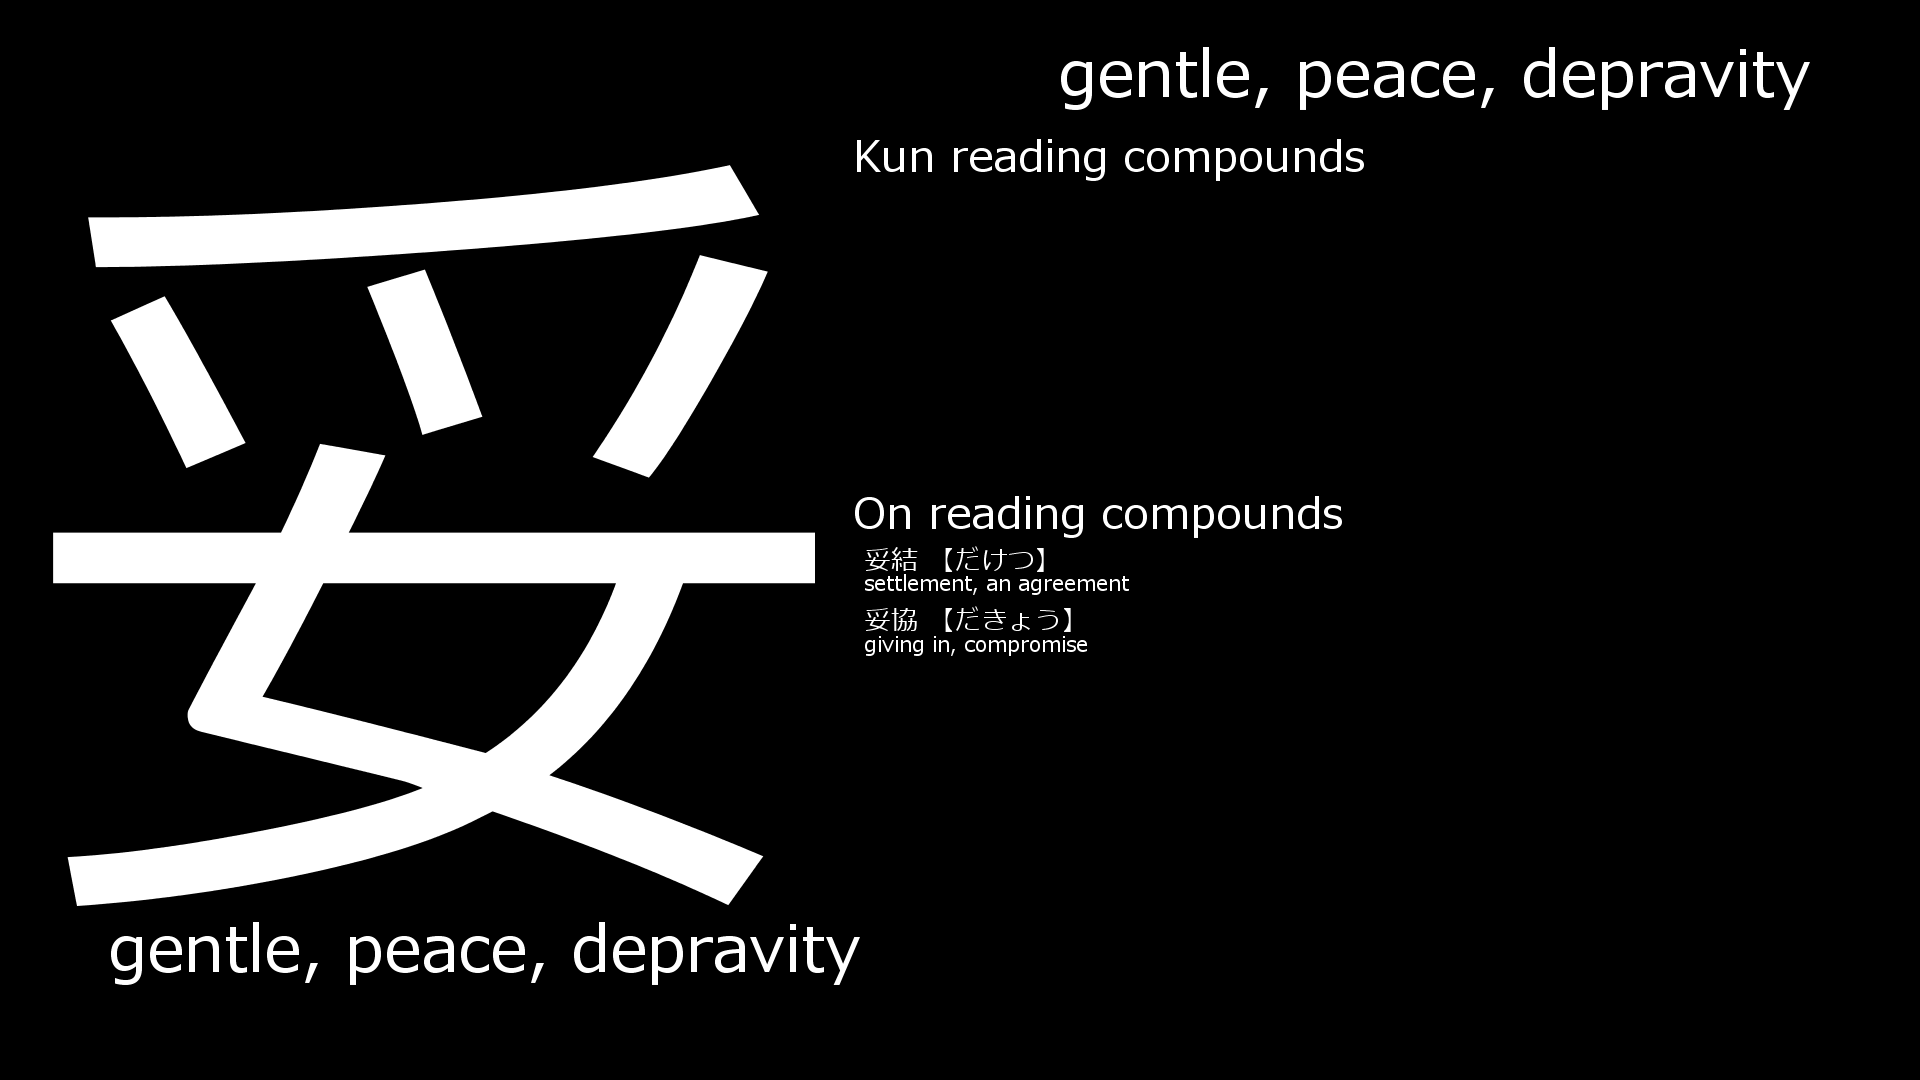 妥
gentle, peace, depravity
gentle, peace, depravity
Kun reading compounds
On reading compounds
妥結 【だけつ】
settlement, an agreement
妥協 【だきょう】
giving in, compromise